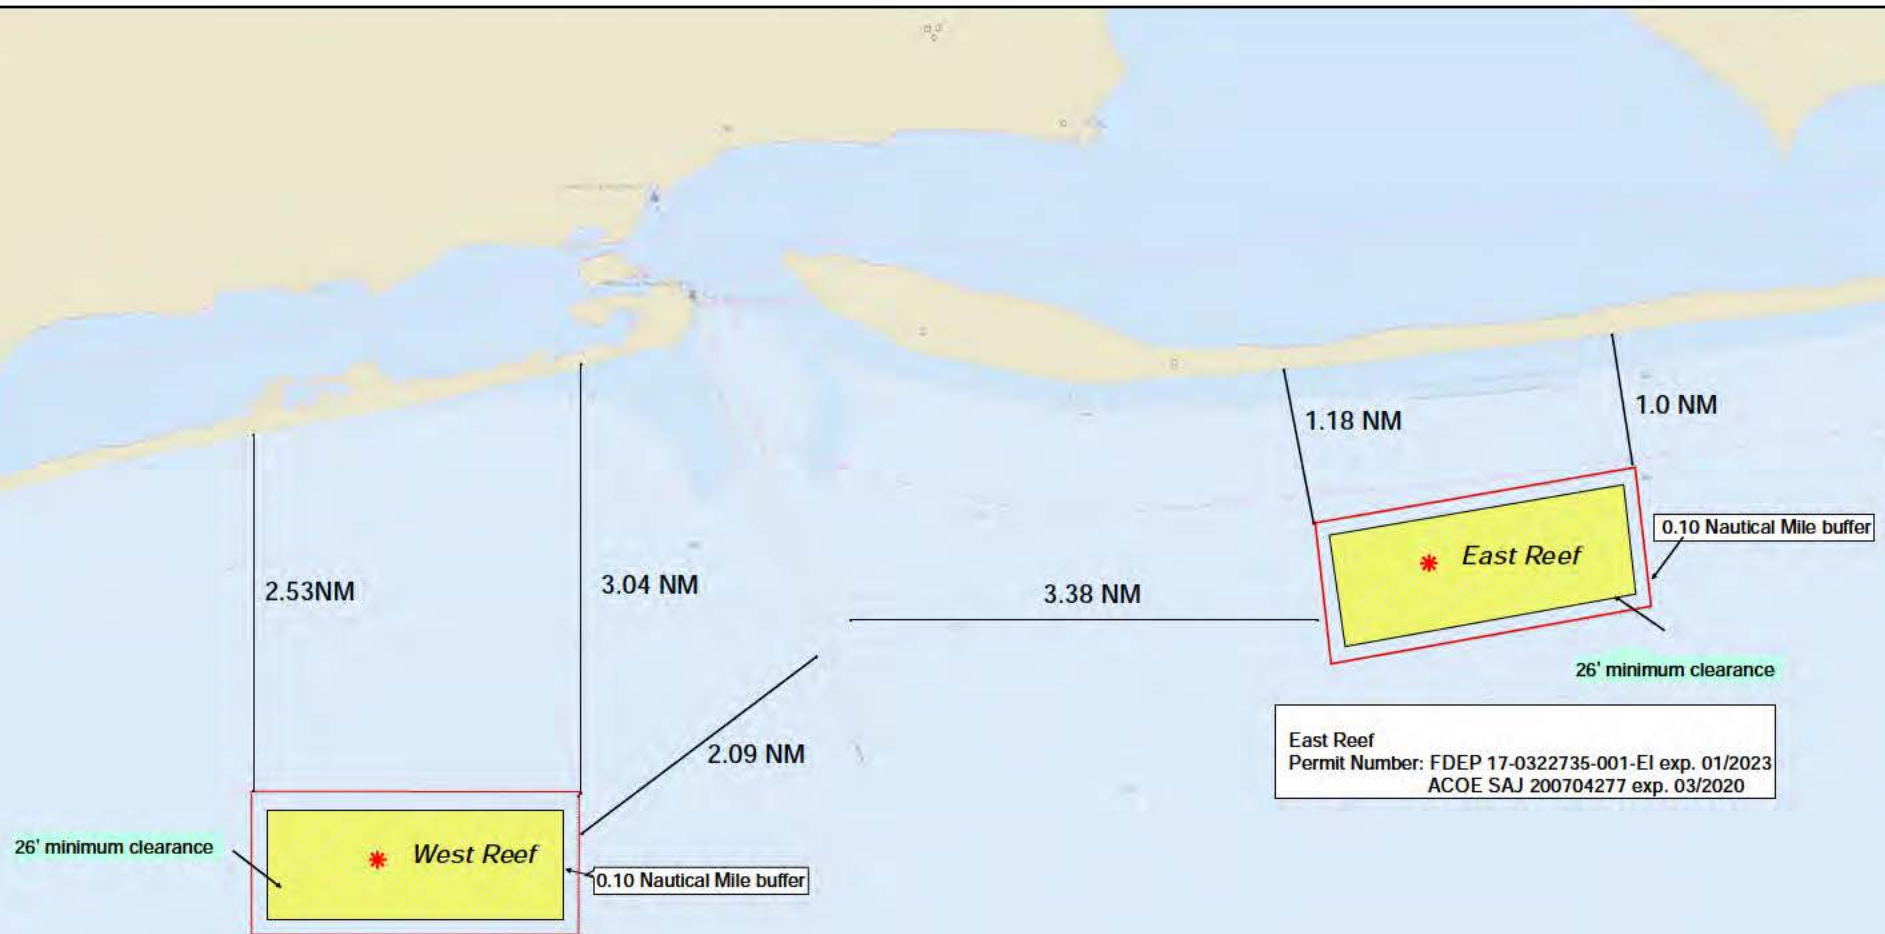 1.18 NM
1.0 NM
0.10 Nautical Mile buffer
East Reef
2.53NM
3.04 NM
3.38 NM
26' minimum clearance
2.09 NM
East Reef
Permit Number: FDEP 17-0322735-001-EI exp. 01/2023
ACOE SAJ 200704277 exp. 03/2020
26' minimum clearance
West Reef
0.10 Nautical Mile buffer